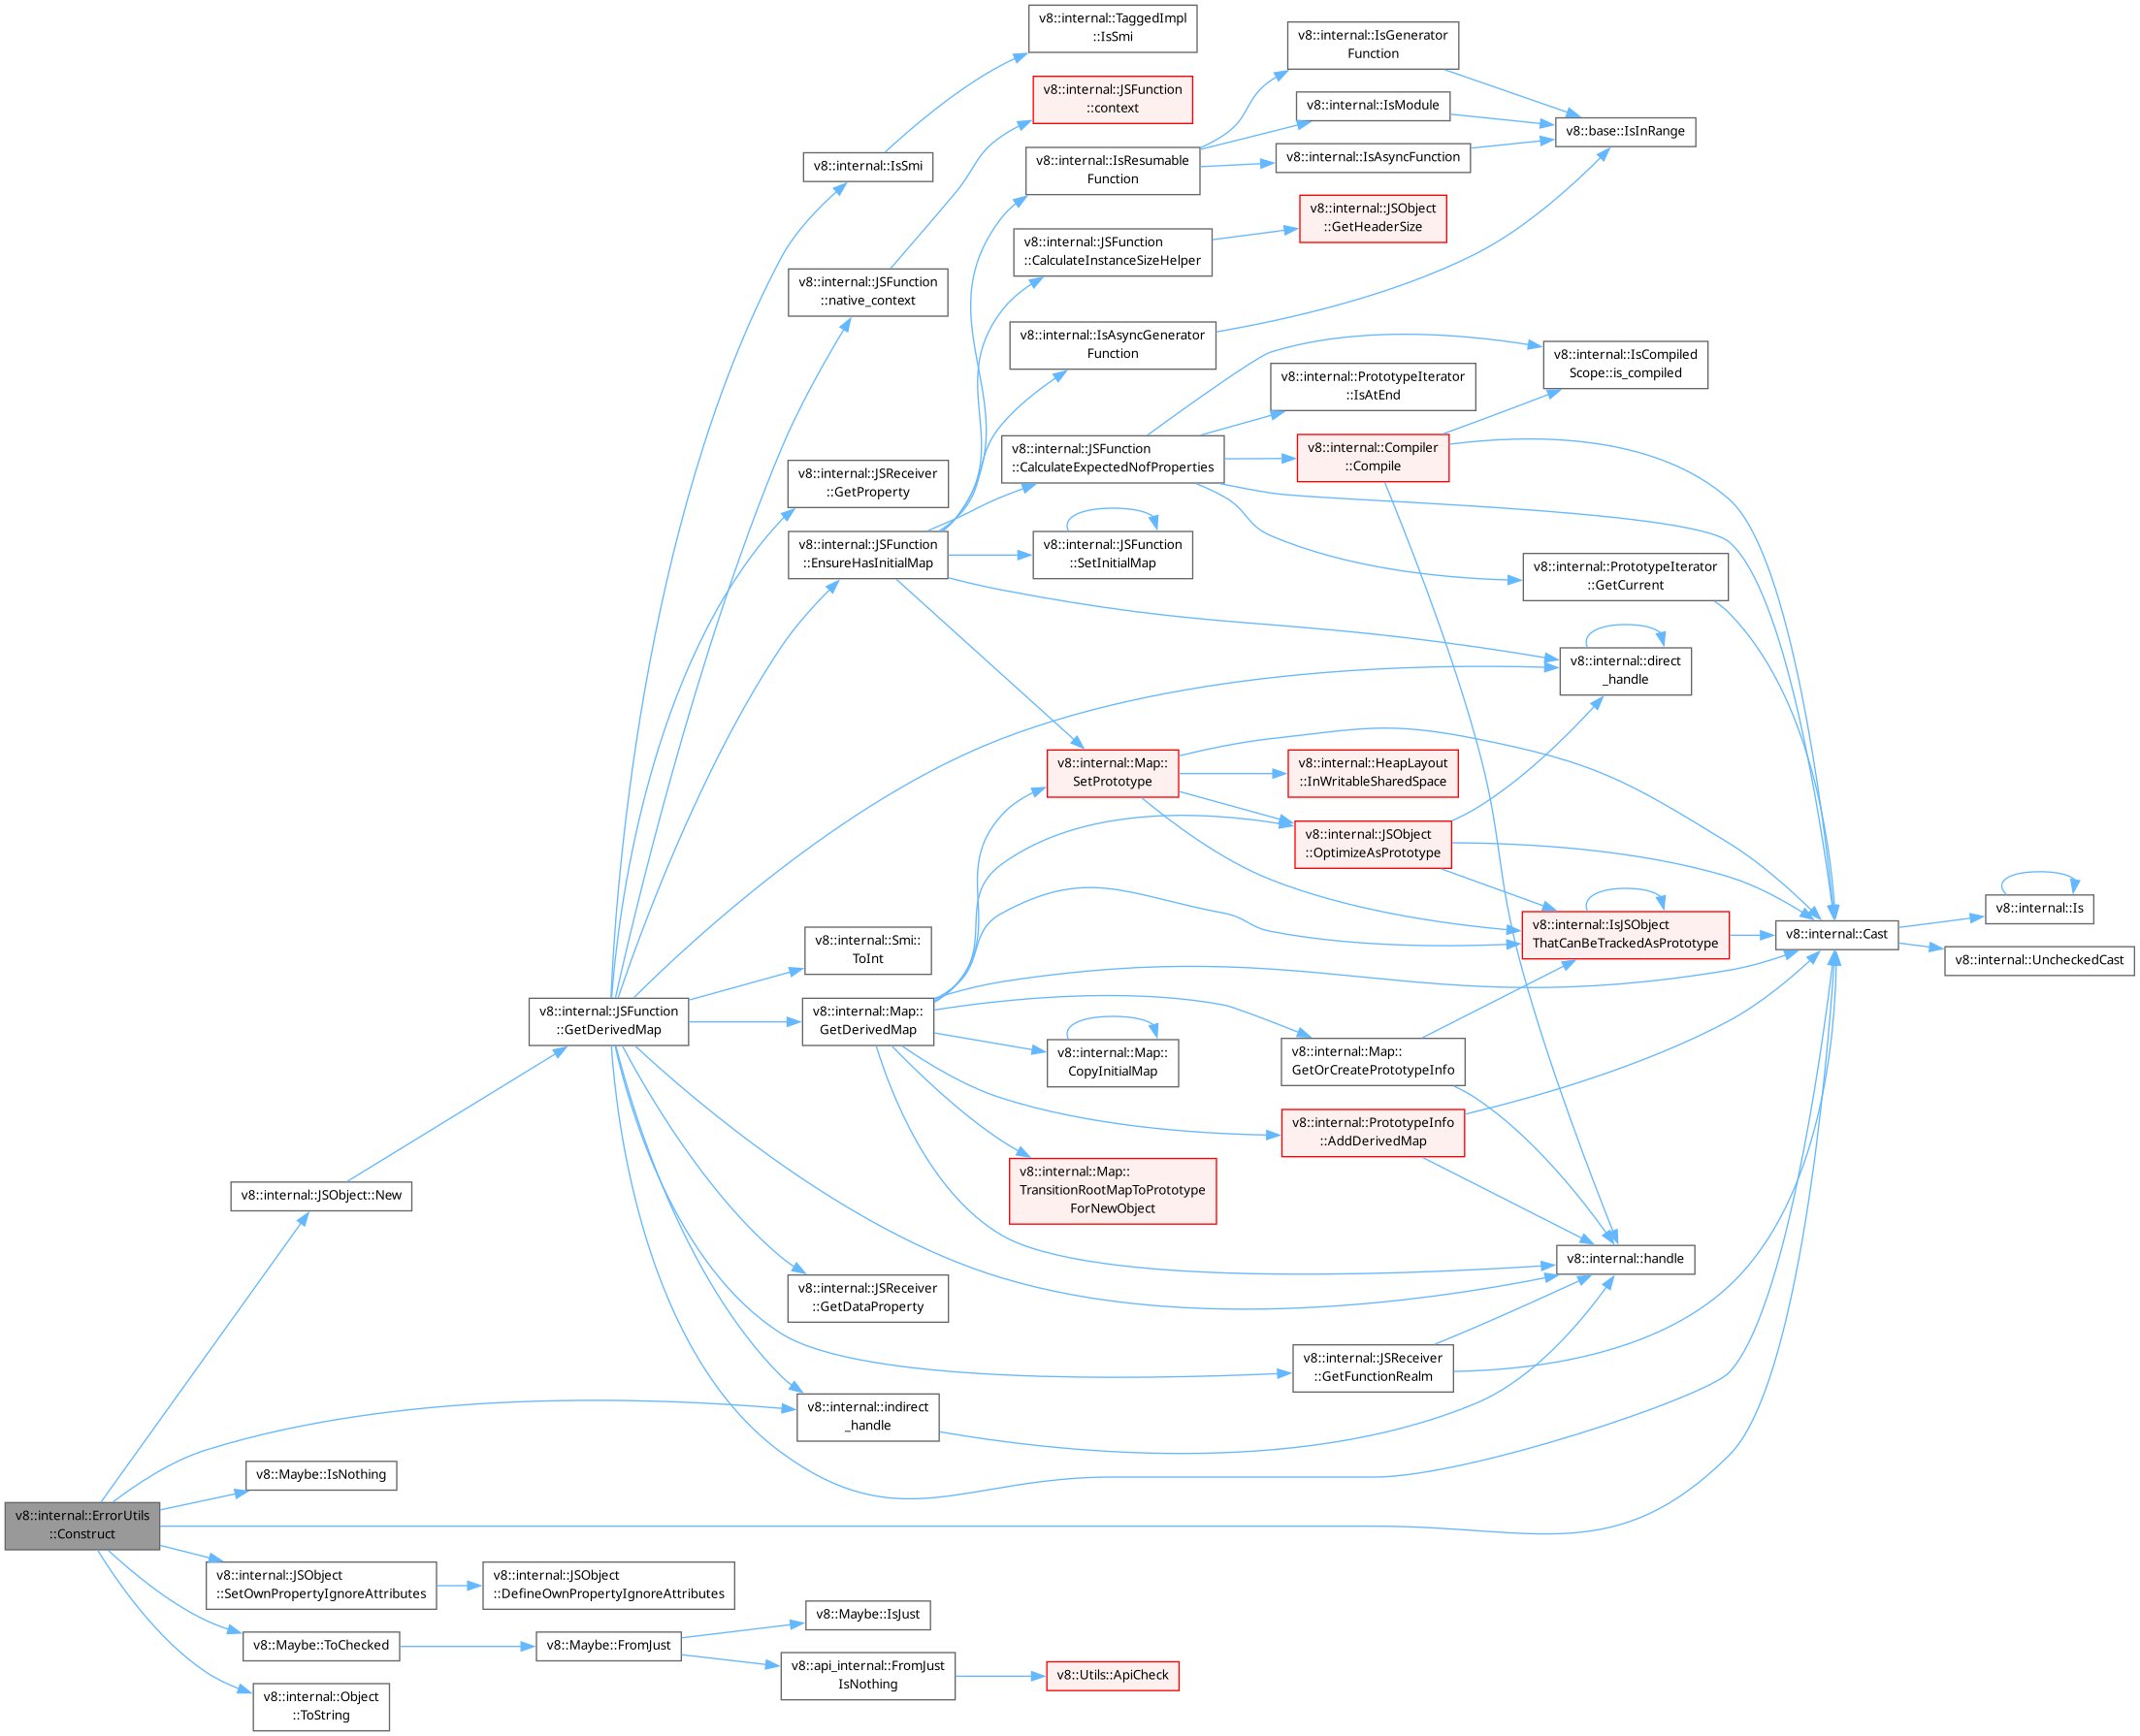 v8::internal::ErrorUtils
::Construct
v8::internal::JSObject::New
v8::Maybe::IsNothing
v8::internal::JSObject
::SetOwnPropertyIgnoreAttributes
v8::Maybe::ToChecked
v8::internal::Object
::ToString
v8::internal::JSFunction
::GetDerivedMap
v8::internal::JSObject
::DefineOwnPropertyIgnoreAttributes
v8::Maybe::FromJust
v8::internal::IsSmi
v8::internal::JSFunction
::native_context
v8::internal::JSReceiver
::GetProperty
v8::internal::JSFunction
::EnsureHasInitialMap
v8::internal::Smi::
ToInt
v8::internal::Map::
GetDerivedMap
v8::internal::JSReceiver
::GetDataProperty
v8::internal::indirect
_handle
v8::Maybe::IsJust
v8::api_internal::FromJust
IsNothing
v8::internal::TaggedImpl
::IsSmi
v8::internal::JSFunction
::context
v8::internal::IsResumable
Function
v8::internal::JSFunction
::CalculateInstanceSizeHelper
v8::internal::IsAsyncGenerator
Function
v8::internal::JSFunction
::CalculateExpectedNofProperties
v8::internal::JSFunction
::SetInitialMap
v8::internal::Map::
SetPrototype
v8::internal::Map::
CopyInitialMap
v8::internal::Map::
TransitionRootMapToPrototype
ForNewObject
v8::Utils::ApiCheck
v8::internal::IsGenerator
Function
v8::internal::IsModule
v8::internal::IsAsyncFunction
v8::internal::JSObject
::GetHeaderSize
v8::internal::PrototypeIterator
::IsAtEnd
v8::internal::Compiler
::Compile
v8::internal::HeapLayout
::InWritableSharedSpace
v8::internal::JSObject
::OptimizeAsPrototype
v8::internal::Map::
GetOrCreatePrototypeInfo
v8::internal::PrototypeInfo
::AddDerivedMap
v8::internal::JSReceiver
::GetFunctionRealm
v8::base::IsInRange
v8::internal::IsCompiled
Scope::is_compiled
v8::internal::PrototypeIterator
::GetCurrent
v8::internal::direct
_handle
v8::internal::IsJSObject
ThatCanBeTrackedAsPrototype
v8::internal::handle
v8::internal::Cast
v8::internal::Is
v8::internal::UncheckedCast